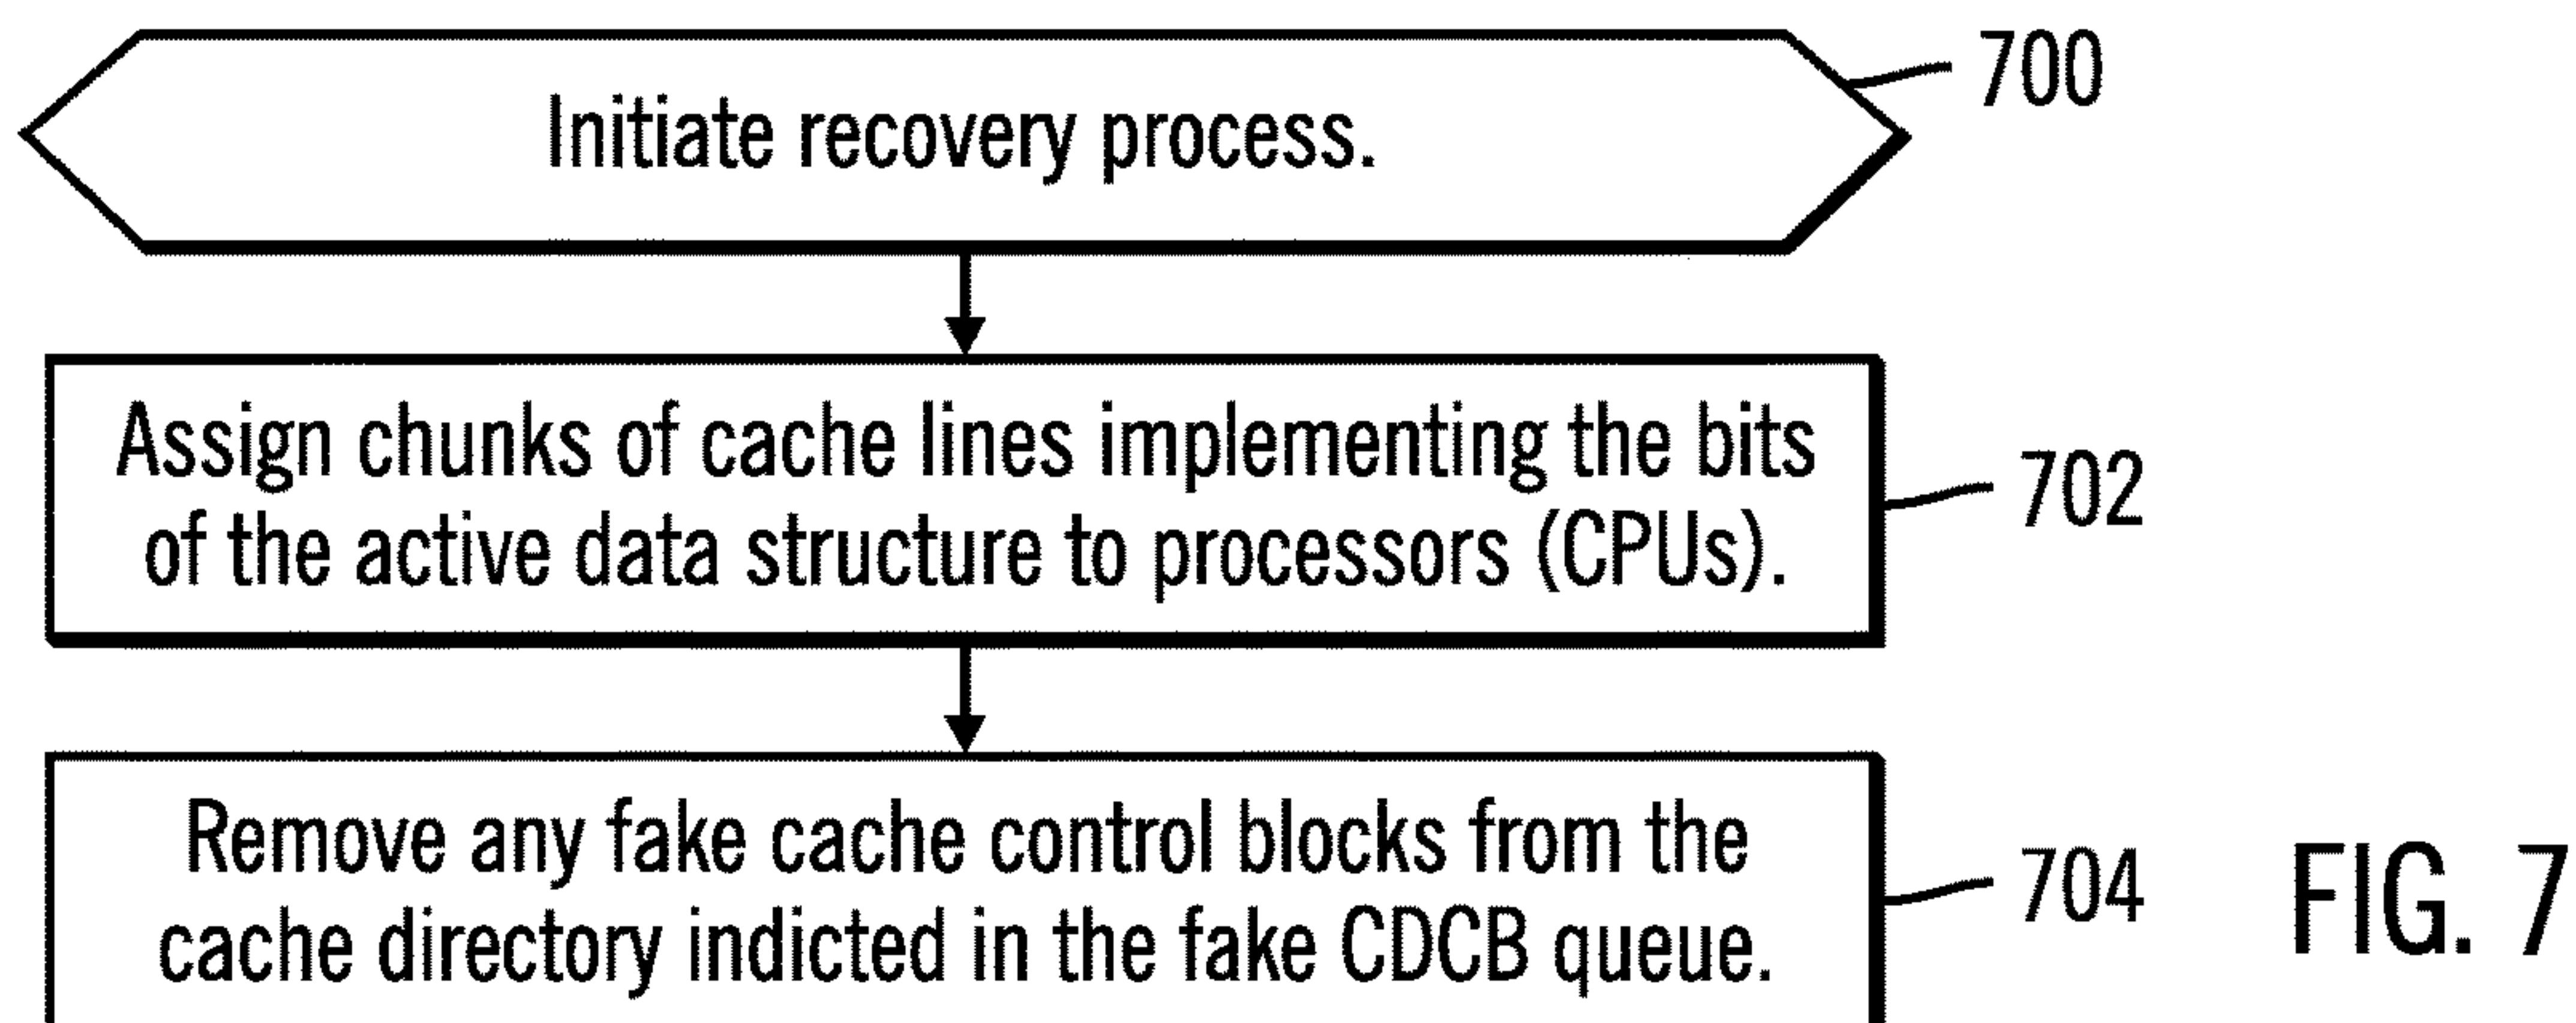 Initiate recovery process.
700
Assign chunks of cache lines implementing the bits
of the active data structure to processors (CPUs).
702
Remove any fake cache control blocks from the
cache directory indicted in the fake CDCB queue.
704
FIG. 7